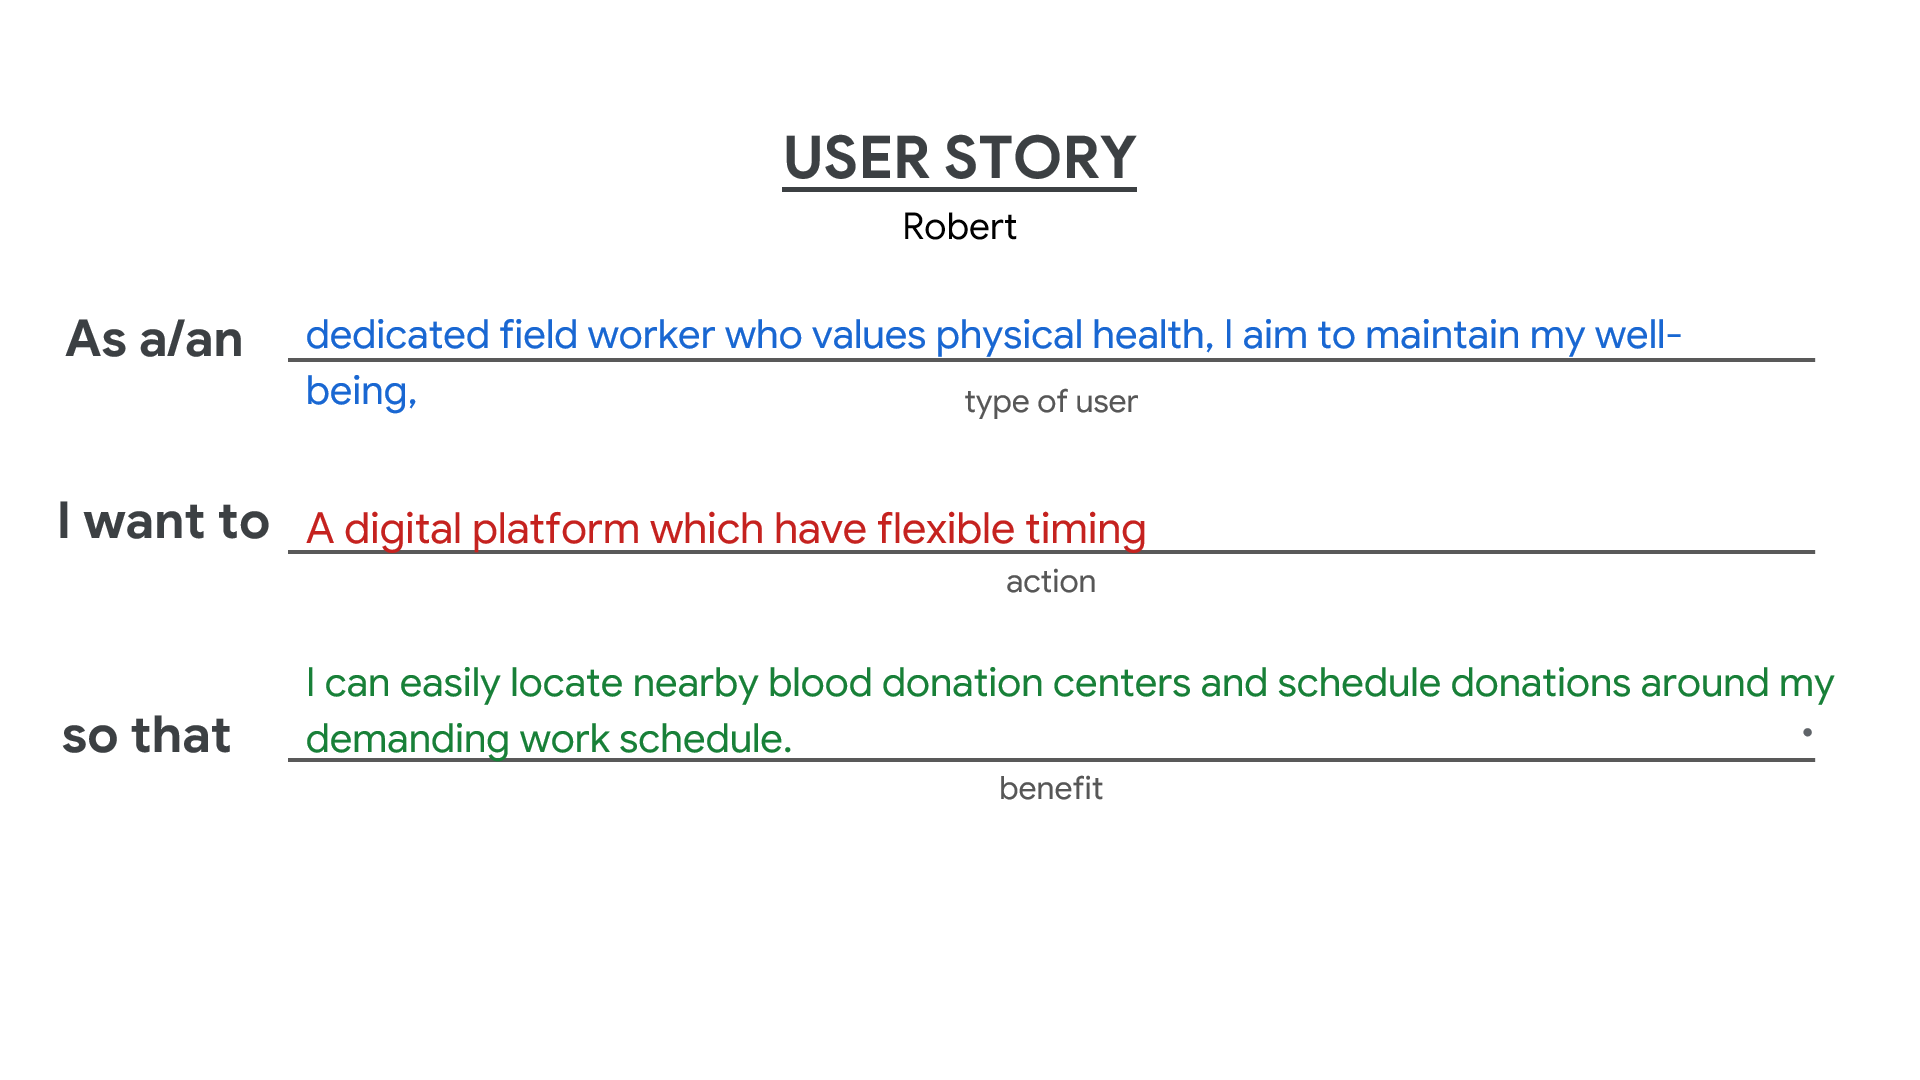 USER STORY
Robert
As a/an dedicated field worker who values physical health, I aim to maintain my well-
being,
type of user
I want to A digital platform which have flexible timing
action
I can easily locate nearby blood donation centers and schedule donations around my
so that demanding work schedule. .
benefit